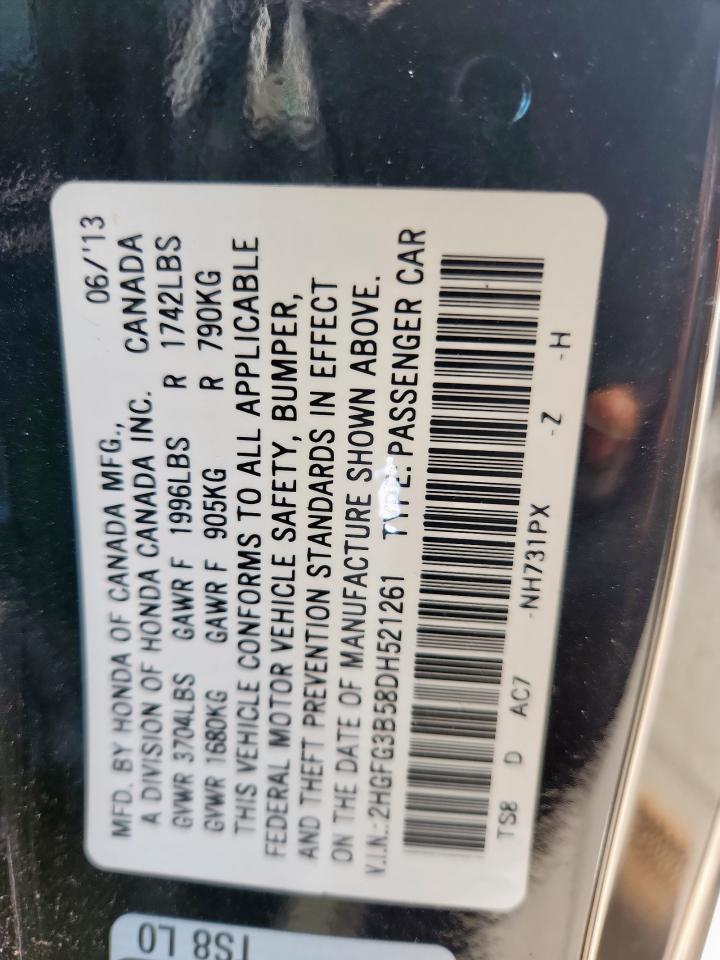 MFD. BY HONDA OF CANADA MFG., 06/'13
A DIVISION OF HONDA CANADA INC. CANADA
GVWR 3704LBS GAWR F 1996LBS R 1742LBS
GVWR 1680KG GAWR F 905KG R 790KG
THIS VEHICLE CONFORMS TO ALL APPLICABLE
FEDERAL MOTOR VEHICLE SAFETY, BUMPER,
AND THEFT PREVENTION STANDARDS IN EFFECT
ON THE DATE OF MANUFACTURE SHOWN ABOVE.
V.I.N.:2HGFG3B58DH521261 TYPE: PASSENGER CAR
TS8 D AC7 -NH731PX -Z -H
TS8 LO